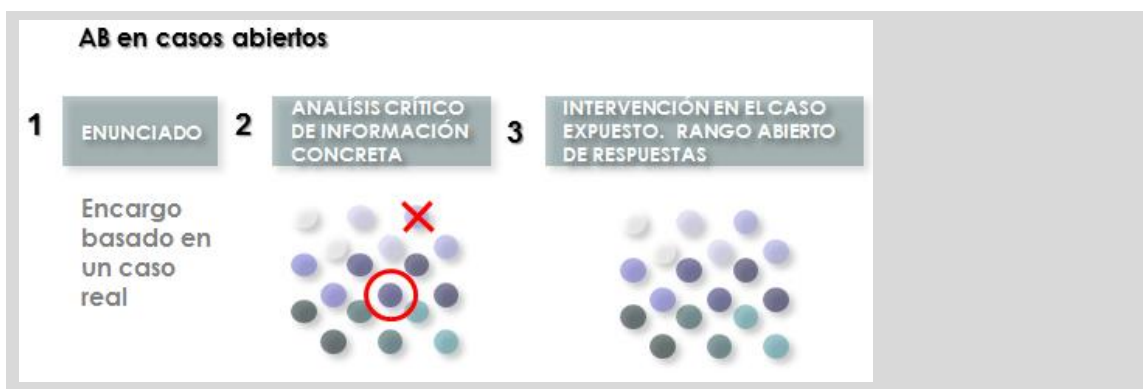 AB en casos abiertos
1
ENUNCIADO
2
ANALÍSIS CRÍTICO
DE INFORMACIÓN
CONCRETA
3
INTERVENCIÓN EN EL CASO
EXPUESTO. RANGO ABIERTO
DE RESPUESTAS
Encargo
basado en
un caso
real